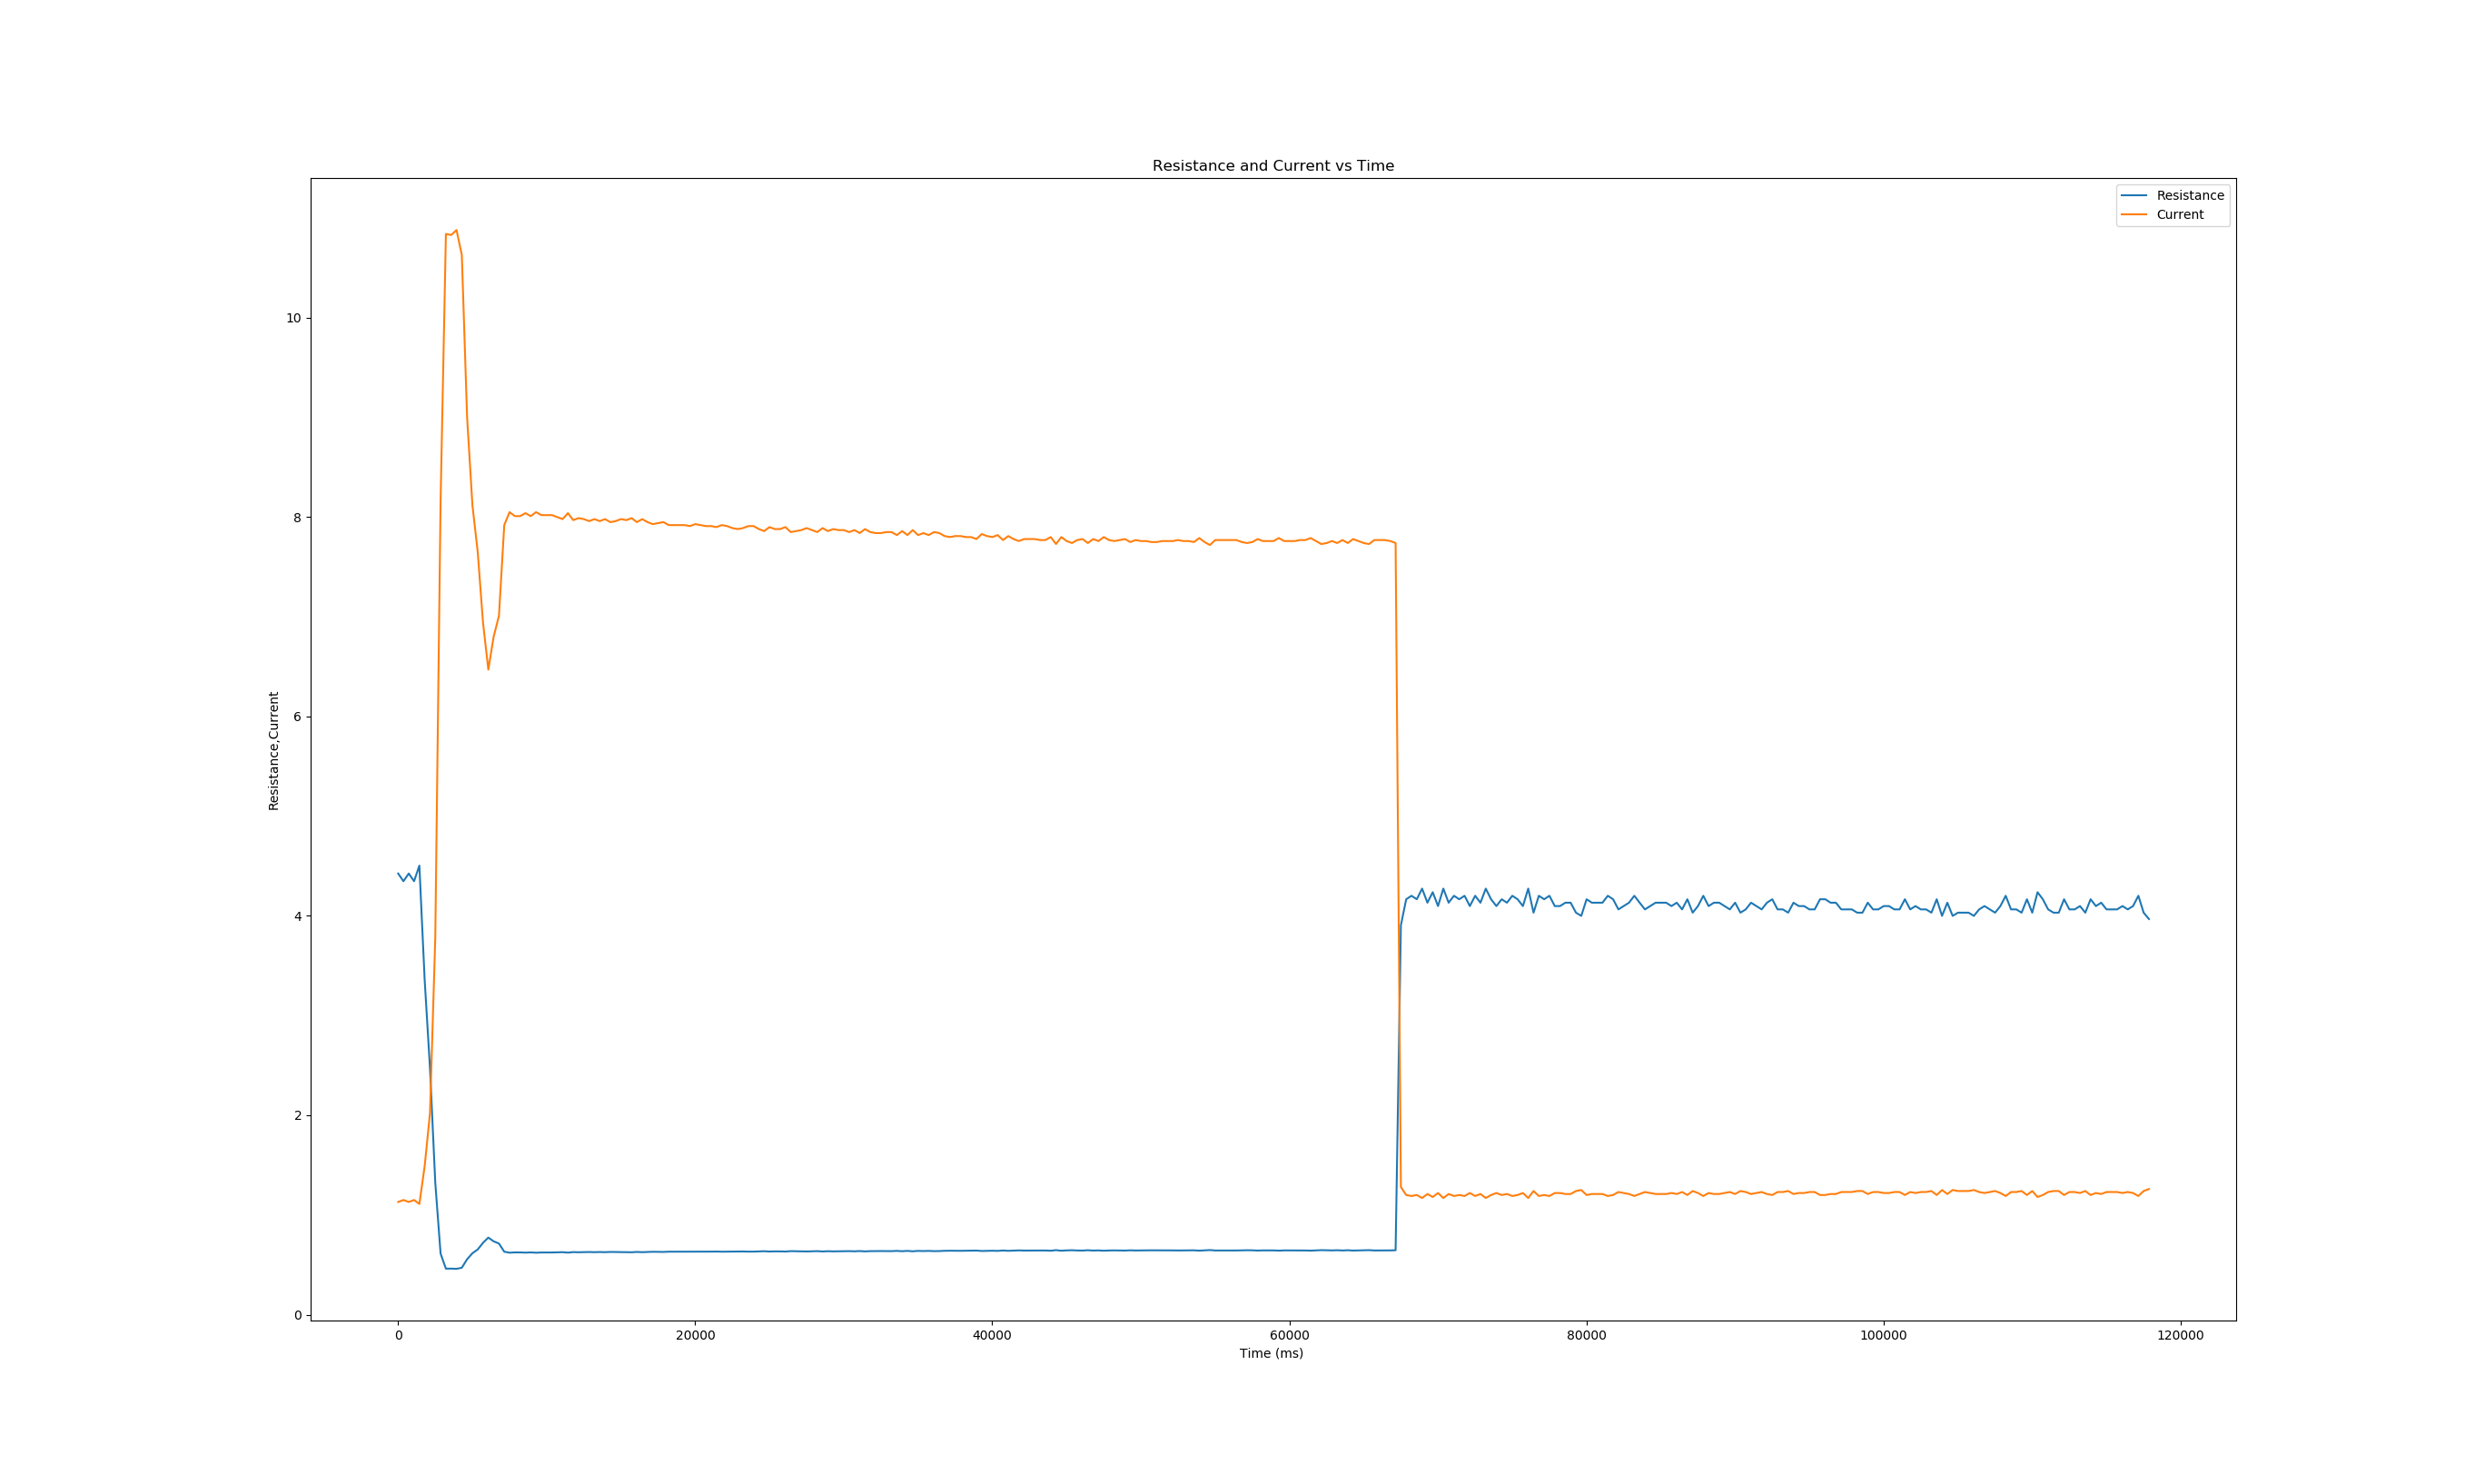 Resistance and Current vs Time
Resistance
Current
10
8
6
4
2
0
Resistance,Current
0 20000 40000 60000 80000 100000 120000
Time (ms)